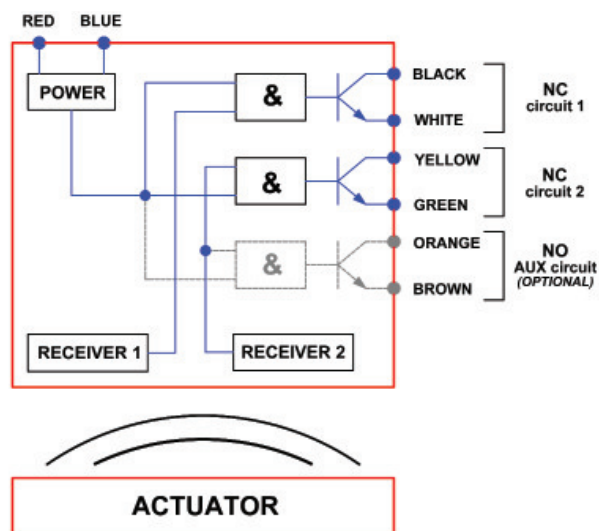 RED BLUE
POWER
& BLACK
WHITE
NC
circuit 1
& YELLOW
GREEN
NC
circuit 2
& ORANGE
BROWN
NO
AUX circuit
(OPTIONAL)
RECEIVER 1 RECEIVER 2
ACTUATOR